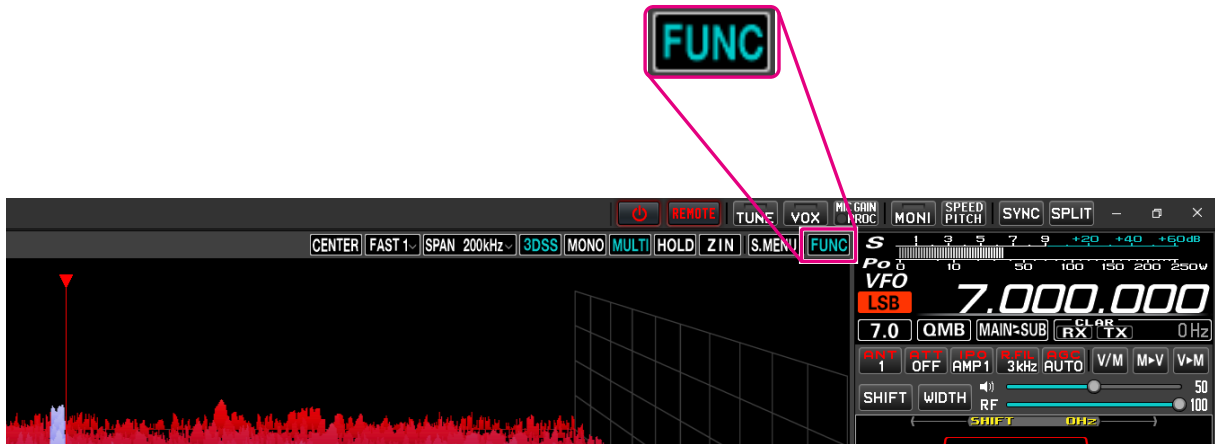 FUNC
REMOTE TUNE VOX MIC GAIN PROC MONI SPEED PITCH SYNC SPLIT
CENTER FAST 1 SPAN 200kHz 3DSS MONO MULTI HOLD Z IN S.MENU FUNC
S 1 3 5 7 9 +20 +40 +60dB
Po 0 10 50 100 150 200 250W
VFO
LSB 7.000.000
7.0 QMB MAIN⇆SUB CLAR RX TX 0Hz
ANT ATT IPO R.FIL AGC
1 OFF AMP1 3kHz AUTO V/M M▸V V▸M
SHIFT WIDTH 50
RF 100
SHIFT 0Hz